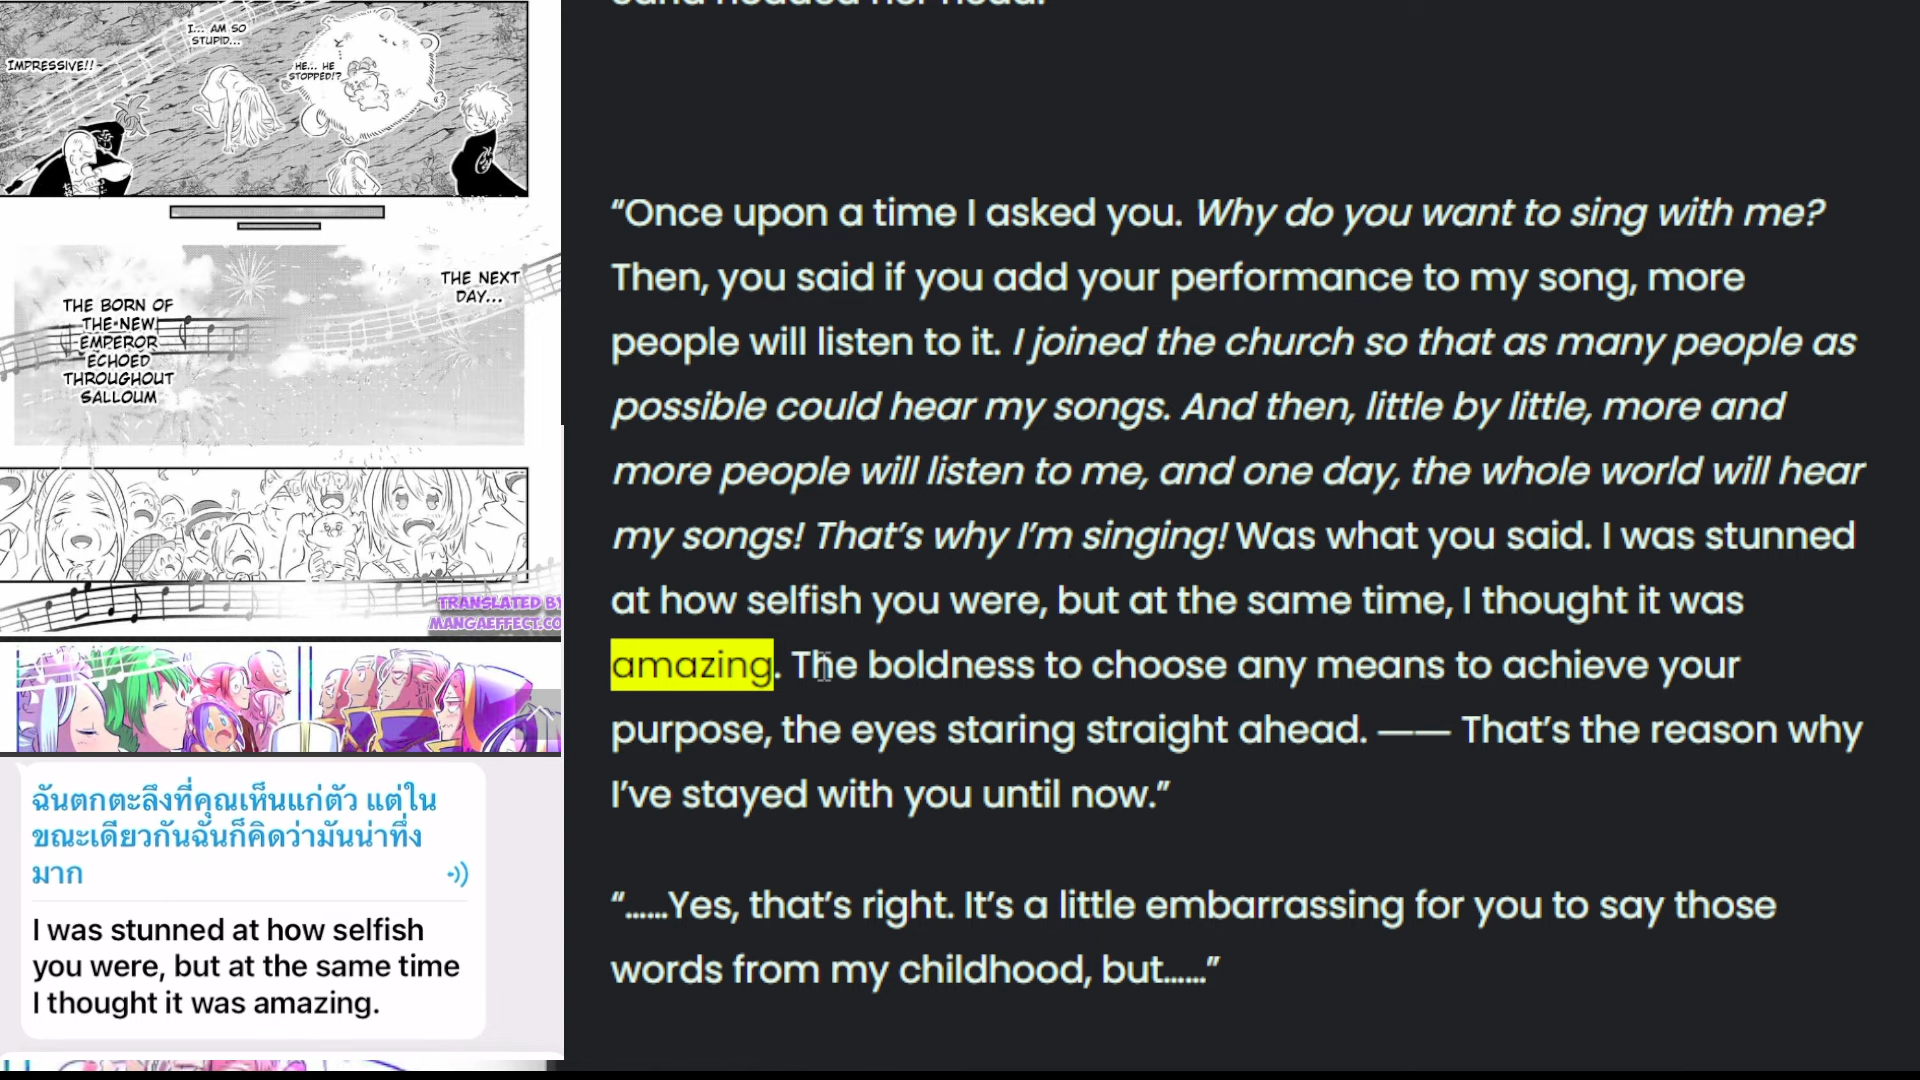 I... AM SO
STUPID...
IMPRESSIVE!!
HE... HE
STOPPED!?
THE NEXT
DAY...
THE BORN OF
THE NEW
EMPEROR
ECHOED
THROUGHOUT
SALLOUM
TRANSLATED BY
MANGAEFFECT.CO
ฉันตกตะลึงที่คุณเห็นแก่ตัว แต่ใน
ขณะเดียวกันฉันก็คิดว่ามันน่าทึ่ง
มาก
I was stunned at how selfish
you were, but at the same time
I thought it was amazing.
“Once upon a time I asked you. Why do you want to sing with me?
Then, you said if you add your performance to my song, more
people will listen to it. I joined the church so that as many people as
possible could hear my songs. And then, little by little, more and
more people will listen to me, and one day, the whole world will hear
my songs! That’s why I’m singing! Was what you said. I was stunned
at how selfish you were, but at the same time, I thought it was
amazing. The boldness to choose any means to achieve your
purpose, the eyes staring straight ahead. —— That’s the reason why
I’ve stayed with you until now.”
“……Yes, that’s right. It’s a little embarrassing for you to say those
words from my childhood, but……”